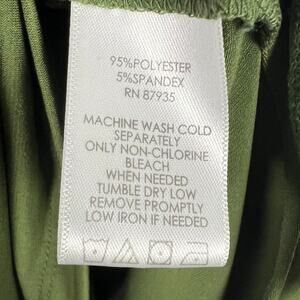 95%POLYESTER
5%SPANDEX
RN 87935
MACHINE WASH COLD
SEPARATELY
ONLY NON-CHLORINE
BLEACH
WHEN NEEDED
TUMBLE DRY LOW
REMOVE PROMPTLY
LOW IRON IF NEEDED